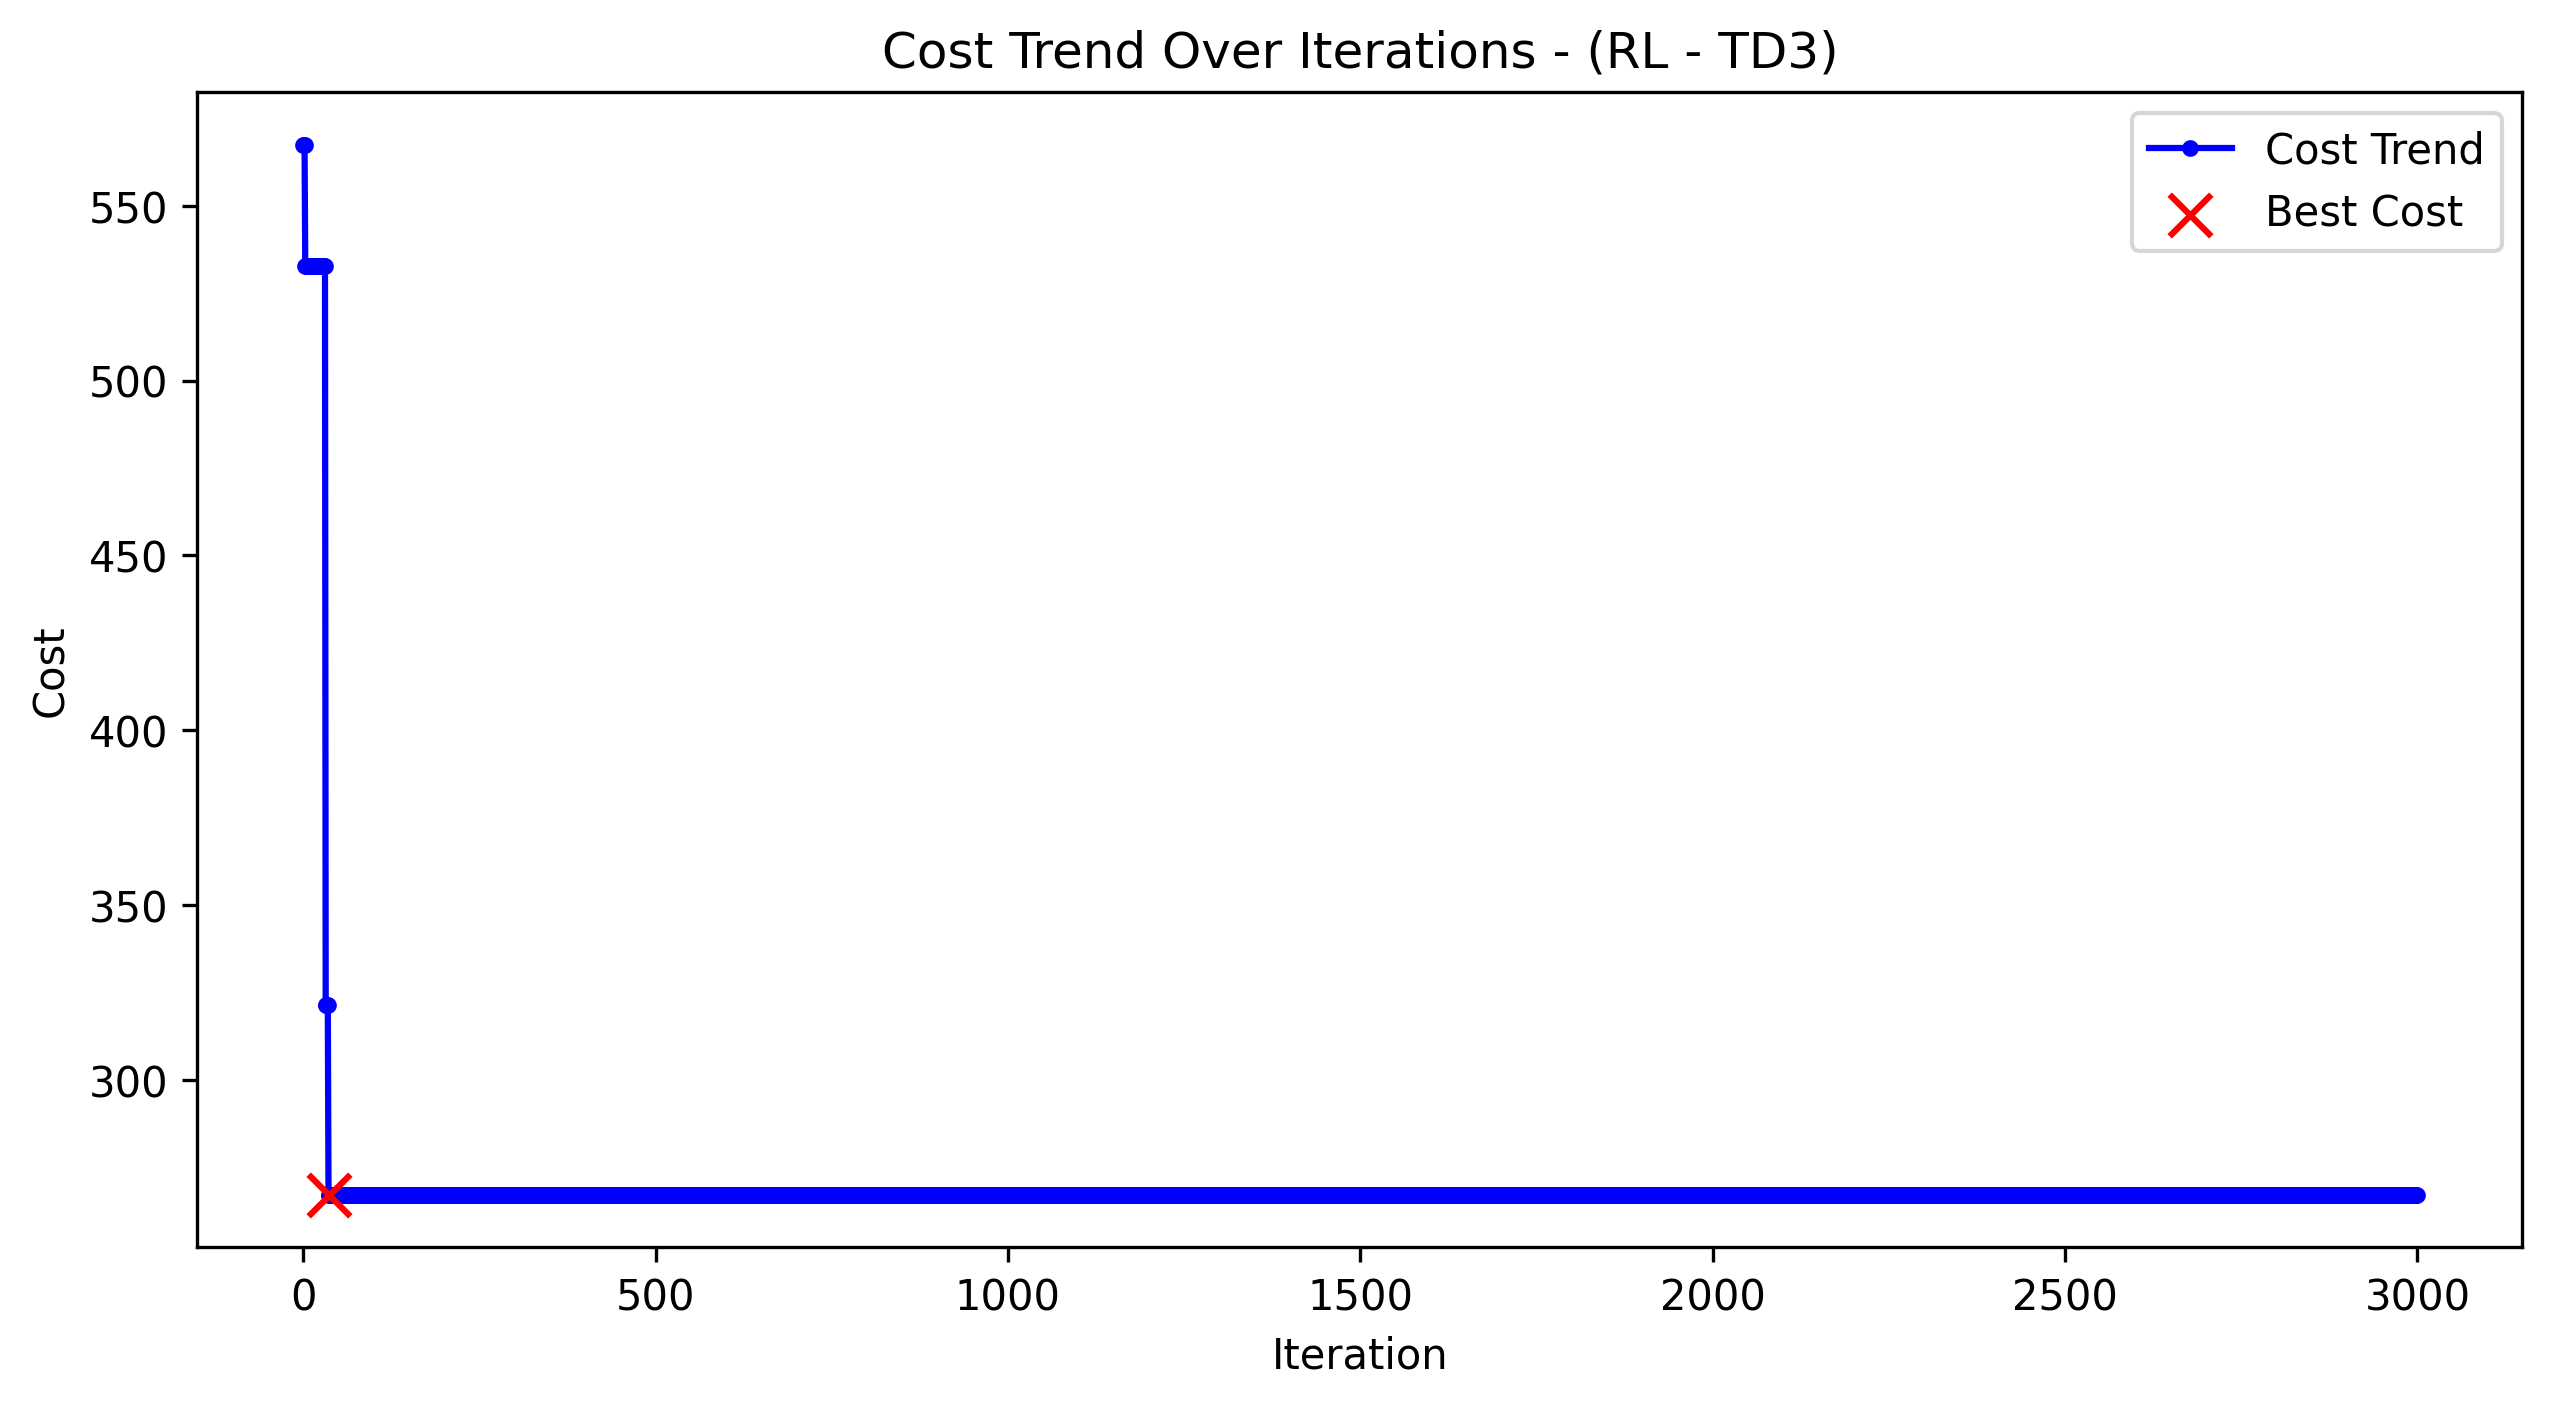 Cost Trend Over Iterations - (RL - TD3)
Cost Trend
Best Cost
550
500
450
400
350
300
Cost
0 500 1000 1500 2000 2500 3000
Iteration